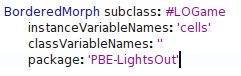 BorderedMorph subclass: #LOGame
instanceVariableNames: 'cells'
classVariableNames: ''
package: 'PBE-LightsOut'